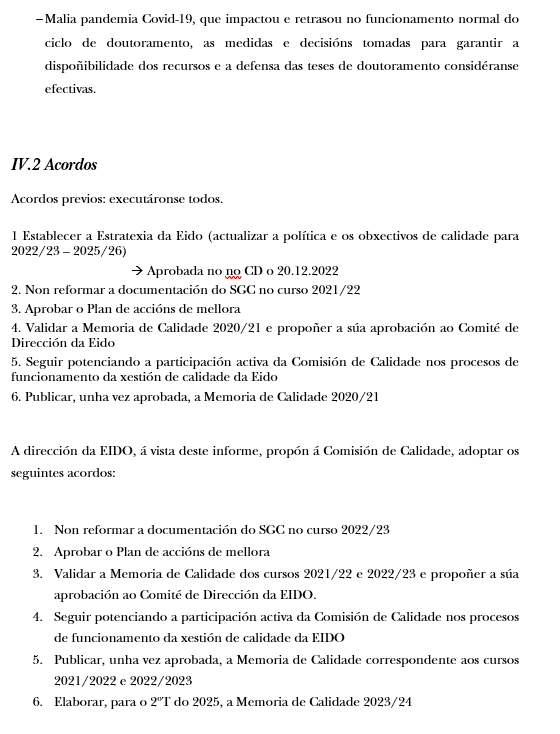 –Malia pandemia Covid-19, que impactou e retrasou no funcionamento normal do
ciclo de doutoramento, as medidas e decisións tomadas para garantir a
dispoñibilidade dos recursos e a defensa das teses de doutoramento considéranse
efectivas.
IV.2 Acordos
Acordos previos: executáronse todos.
1 Establecer a Estratexia da Eido (actualizar a política e os obxectivos de calidade para
2022/23 – 2025/26)
→ Aprobada no no CD o 20.12.2022
2. Non reformar a documentación do SGC no curso 2021/22
3. Aprobar o Plan de accións de mellora
4. Validar a Memoria de Calidade 2020/21 e propoñer a súa aprobación ao Comité de
Dirección da Eido
5. Seguir potenciando a participación activa da Comisión de Calidade nos procesos de
funcionamento da xestión de calidade da Eido
6. Publicar, unha vez aprobada, a Memoria de Calidade 2020/21
A dirección da EIDO, á vista deste informe, propón á Comisión de Calidade, adoptar os
seguintes acordos:
1. Non reformar a documentación do SGC no curso 2022/23
2. Aprobar o Plan de accións de mellora
3. Validar a Memoria de Calidade dos cursos 2021/22 e 2022/23 e propoñer a súa
aprobación ao Comité de Dirección da EIDO.
4. Seguir potenciando a participación activa da Comisión de Calidade nos procesos
de funcionamento da xestión de calidade da EIDO
5. Publicar, unha vez aprobada, a Memoria de Calidade correspondente aos cursos
2021/2022 e 2022/2023
6. Elaborar, para o 2ºT do 2025, a Memoria de Calidade 2023/24